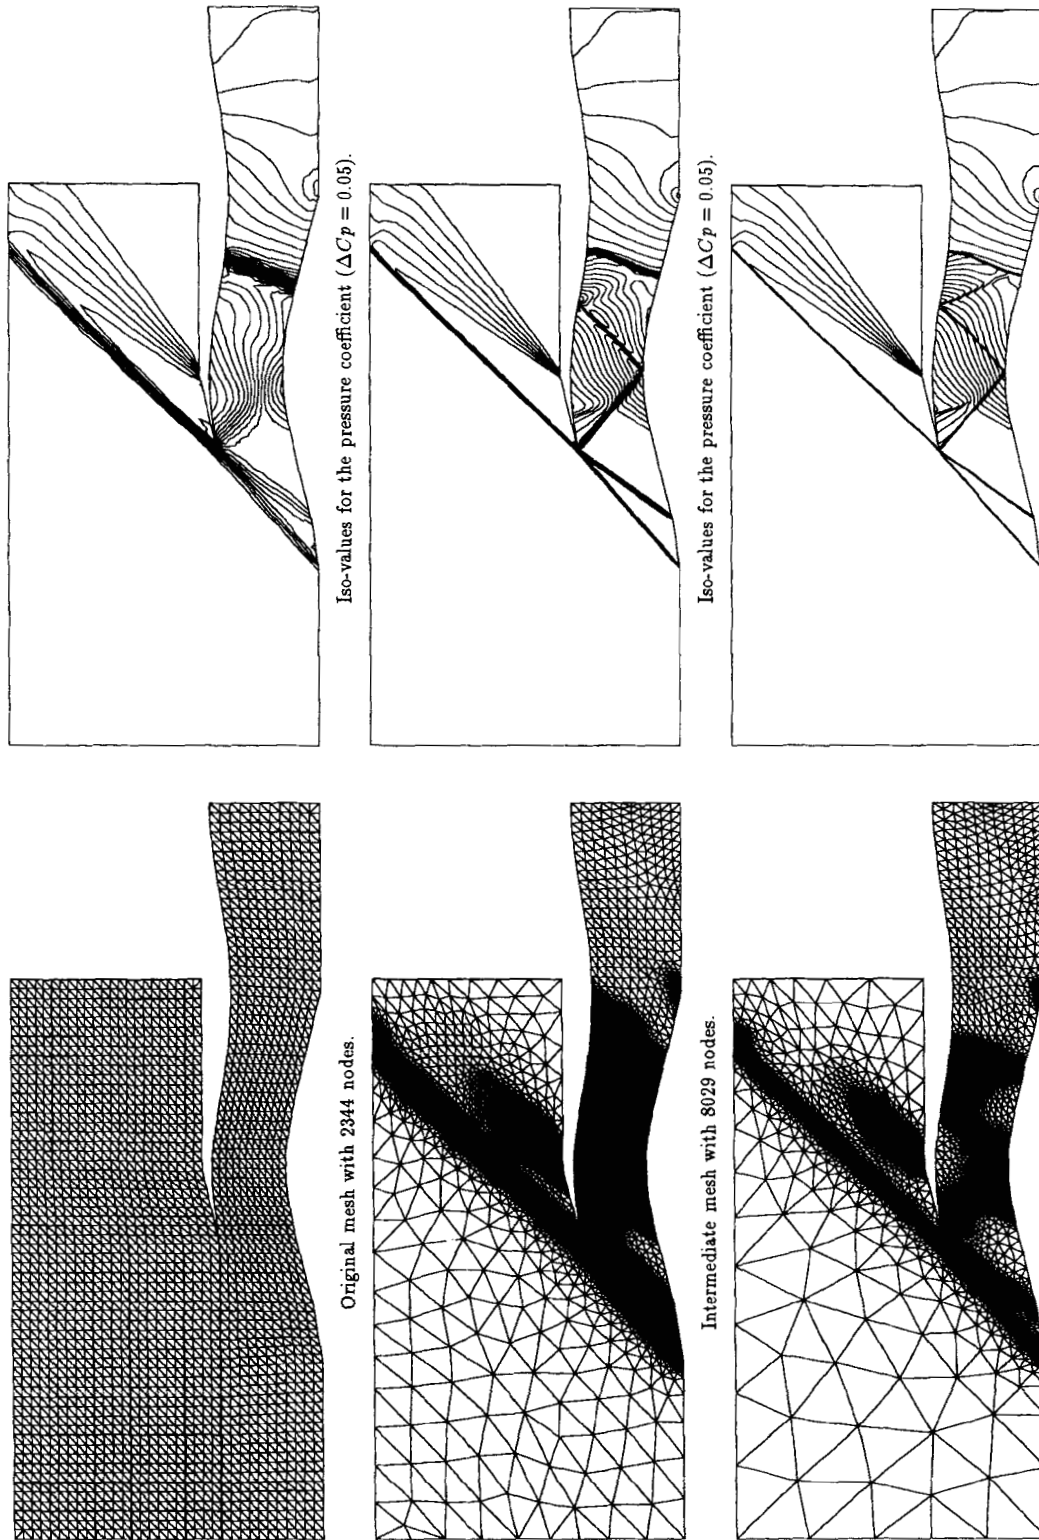 Iso-values for the pressure coefficient (ΔCp = 0.05).
Iso-values for the pressure coefficient (ΔCp = 0.05).
Original mesh with 2344 nodes.
Intermediate mesh with 8029 nodes.